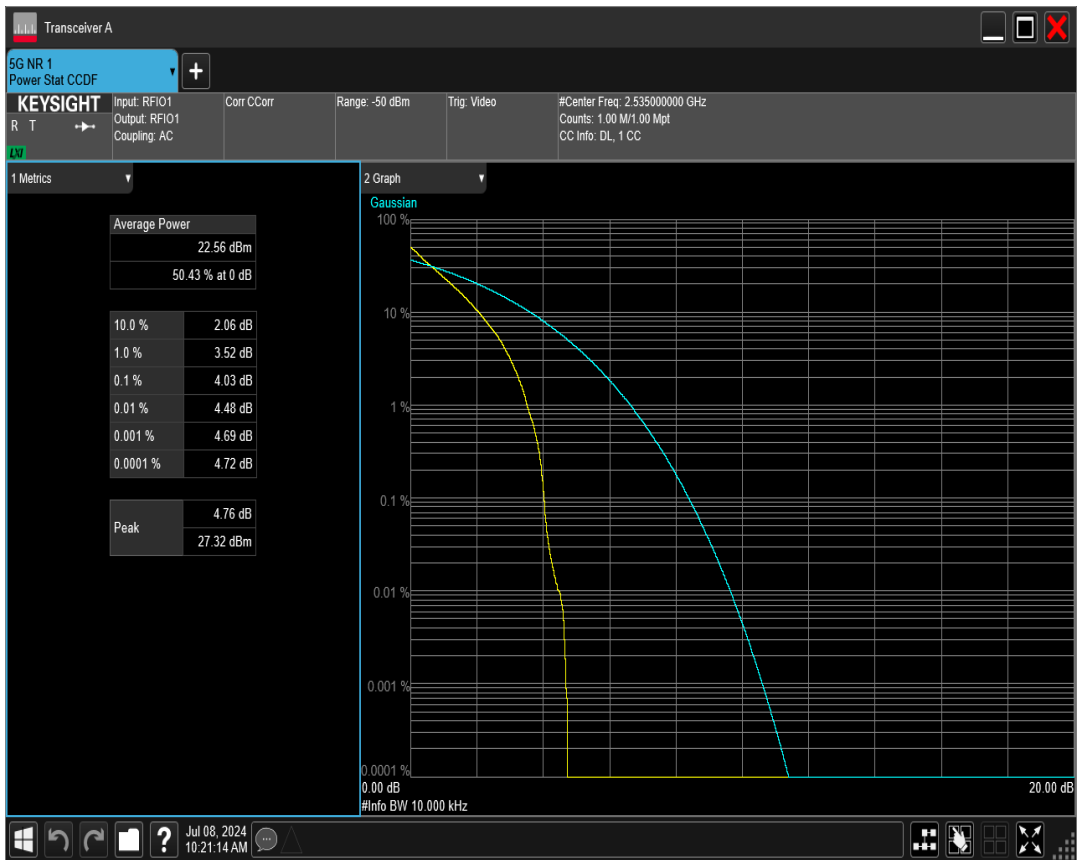 Transceiver A
5G NR 1
Power Stat CCDF
+
KEYSIGHT
R T
LXI
Input: RFIO1
Output: RFIO1
Coupling: AC
Corr CCorr
Range: -50 dBm
Trig: Video
#Center Freq: 2.535000000 GHz
Counts: 1.00 M/1.00 Mpt
CC Info: DL, 1 CC
1 Metrics
Average Power
22.56 dBm
50.43 % at 0 dB
10.0 % 2.06 dB
1.0 % 3.52 dB
0.1 % 4.03 dB
0.01 % 4.48 dB
0.001 % 4.69 dB
0.0001 % 4.72 dB
Peak
4.76 dB
27.32 dBm
2 Graph
Gaussian
100 %
10 %
1 %
0.1 %
0.01 %
0.001 %
0.0001 %
0.00 dB 20.00 dB
#Info BW 10.000 kHz
?
Jul 08, 2024
10:21:14 AM